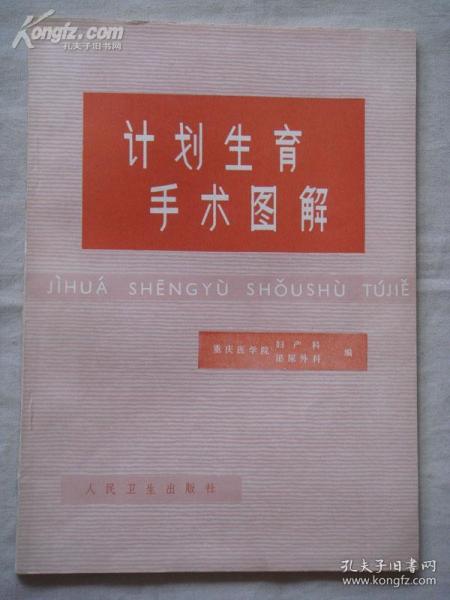 Kongfz.com
孔夫子旧书网
计划生育
手术图解
JÌHUÁ SHĒNGYÙ SHǑUSHÙ TÚJIĚ
重庆医学院 妇产科 泌尿外科 编
人民卫生出版社
孔夫子旧书网
www.kongfz.com